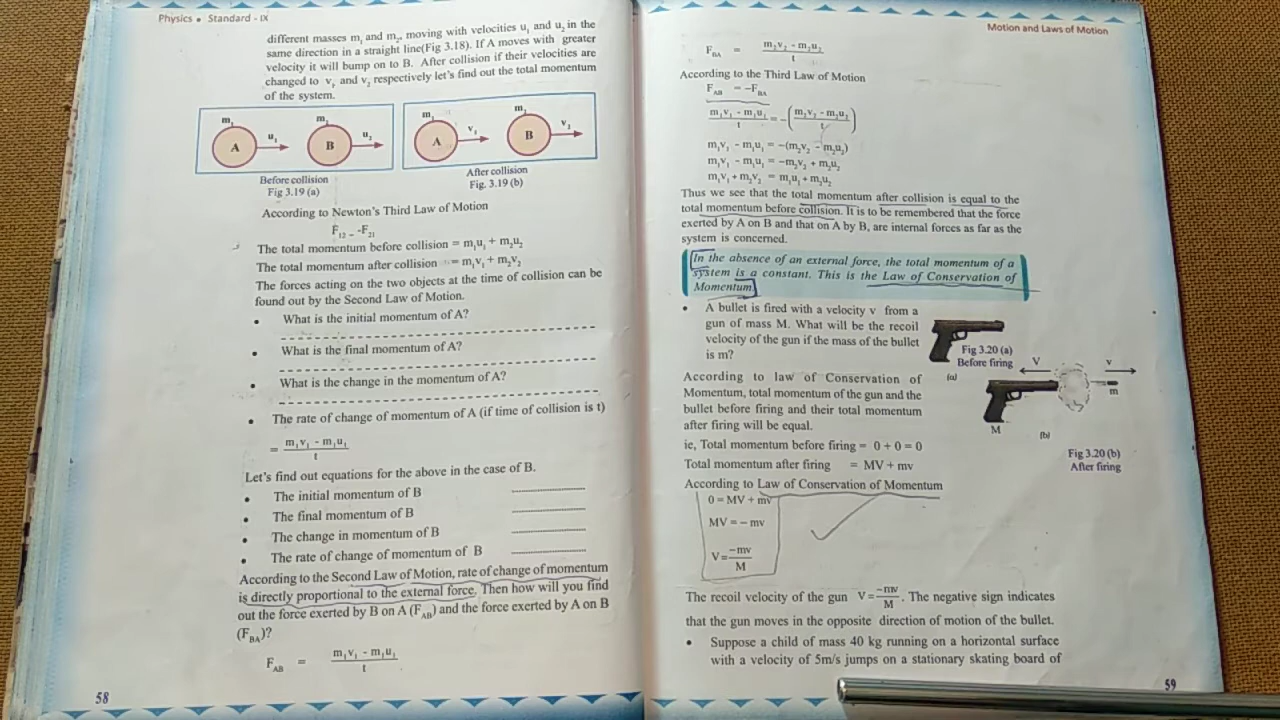 Physics • Standard - IX
different masses m₁ and m₂, moving with velocities u₁ and u₂ in the
same direction in a straight line(Fig 3.18). If A moves with greater
velocity it will bump on to B. After collision if their velocities are
changed to v₁ and v₂ respectively let's find out the total momentum
of the system.
m₁ m₂
A u₁ B u₂
m₁ m₂
A v₁ B v₂
Before collision
Fig 3.19 (a)
After collision
Fig. 3.19 (b)
According to Newton's Third Law of Motion
F₁₂ = -F₂₁
The total momentum before collision = m₁u₁ + m₂u₂
The total momentum after collision = m₁v₁ + m₂v₂
The forces acting on the two objects at the time of collision can be
found out by the Second Law of Motion.
• What is the initial momentum of A?
• What is the final momentum of A?
• What is the change in the momentum of A?
• The rate of change of momentum of A (if time of collision is t)
= m₁v₁ - m₁u₁
t
Let's find out equations for the above in the case of B.
• The initial momentum of B ....................
• The final momentum of B ....................
• The change in momentum of B ....................
• The rate of change of momentum of B ....................
According to the Second Law of Motion, rate of change of momentum
is directly proportional to the external force. Then how will you find
out the force exerted by B on A (F_AB) and the force exerted by A on B
(F_BA)?
F_AB = m₁v₁ - m₁u₁
t
58
Motion and Laws of Motion
F_BA = m₂v₂ - m₂u₂
t
According to the Third Law of Motion
F_AB = -F_BA
m₁v₁ - m₁u₁ = -(m₂v₂ - m₂u₂)
t t
m₁v₁ - m₁u₁ = -(m₂v₂ - m₂u₂)
m₁v₁ - m₁u₁ = -m₂v₂ + m₂u₂
m₁v₁ + m₂v₂ = m₁u₁ + m₂u₂
Thus we see that the total momentum after collision is equal to the
total momentum before collision. It is to be remembered that the force
exerted by A on B and that on A by B, are internal forces as far as the
system is concerned.
In the absence of an external force, the total momentum of a
system is a constant. This is the Law of Conservation of
Momentum.
• A bullet is fired with a velocity v from a
gun of mass M. What will be the recoil
velocity of the gun if the mass of the bullet
is m?
Fig 3.20 (a)
Before firing
(a)
V v
m
M
(b)
Fig 3.20 (b)
After firing
According to law of Conservation of
Momentum, total momentum of the gun and the
bullet before firing and their total momentum
after firing will be equal.
ie, Total momentum before firing = 0 + 0 = 0
Total momentum after firing = MV + mv
According to Law of Conservation of Momentum
0 = MV + mv
MV = - mv
V = -mv
M
The recoil velocity of the gun V = -mv/M. The negative sign indicates
that the gun moves in the opposite direction of motion of the bullet.
• Suppose a child of mass 40 kg running on a horizontal surface
with a velocity of 5m/s jumps on a stationary skating board of
59